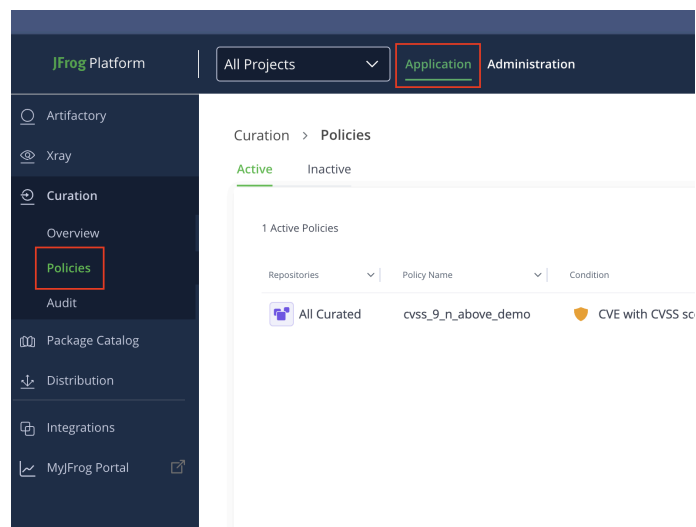 JFrog Platform
All Projects
Application
Administration
Artifactory
Xray
Curation
Overview
Policies
Audit
Package Catalog
Distribution
Integrations
MyJFrog Portal
Curation > Policies
Active Inactive
1 Active Policies
Repositories Policy Name Condition
All Curated cvss_9_n_above_demo CVE with CVSS sc